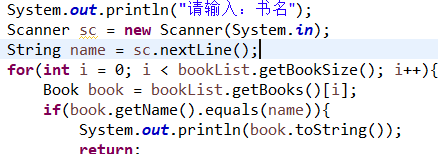 System.out.println("请输入：书名");
Scanner sc = new Scanner(System.in);
String name = sc.nextLine();
for(int i = 0; i < bookList.getBookSize(); i++){
    Book book = bookList.getBooks()[i];
    if(book.getName().equals(name)){
        System.out.println(book.toString());
        return;